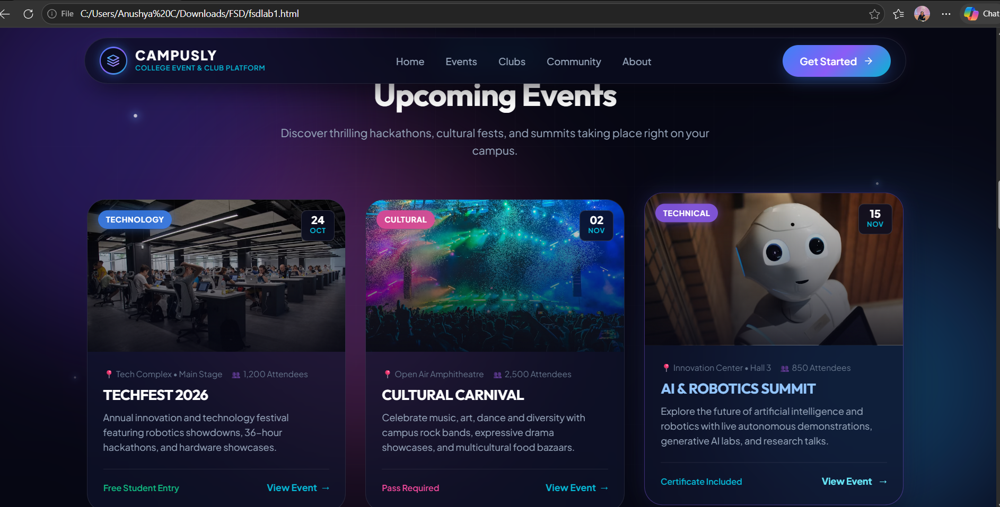 File C:/Users/Anushya%20C/Downloads/FSD/fsdlab1.html
Chat
CAMPUSLY
COLLEGE EVENT & CLUB PLATFORM
Home Events Clubs Community About
Get Started →
Upcoming Events
Discover thrilling hackathons, cultural fests, and summits taking place right on your
campus.
TECHNOLOGY
24
OCT
📍 Tech Complex • Main Stage 👥 1,200 Attendees
TECHFEST 2026
Annual innovation and technology festival
featuring robotics showdowns, 36-hour
hackathons, and hardware showcases.
Free Student Entry
View Event →
CULTURAL
02
NOV
📍 Open Air Amphitheatre 👥 2,500 Attendees
CULTURAL CARNIVAL
Celebrate music, art, dance and diversity with
campus rock bands, expressive drama
showcases, and multicultural food bazaars.
Pass Required
View Event →
TECHNICAL
15
NOV
📍 Innovation Center • Hall 3 👥 850 Attendees
AI & ROBOTICS SUMMIT
Explore the future of artificial intelligence and
robotics with live autonomous demonstrations,
generative AI labs, and research talks.
Certificate Included
View Event →